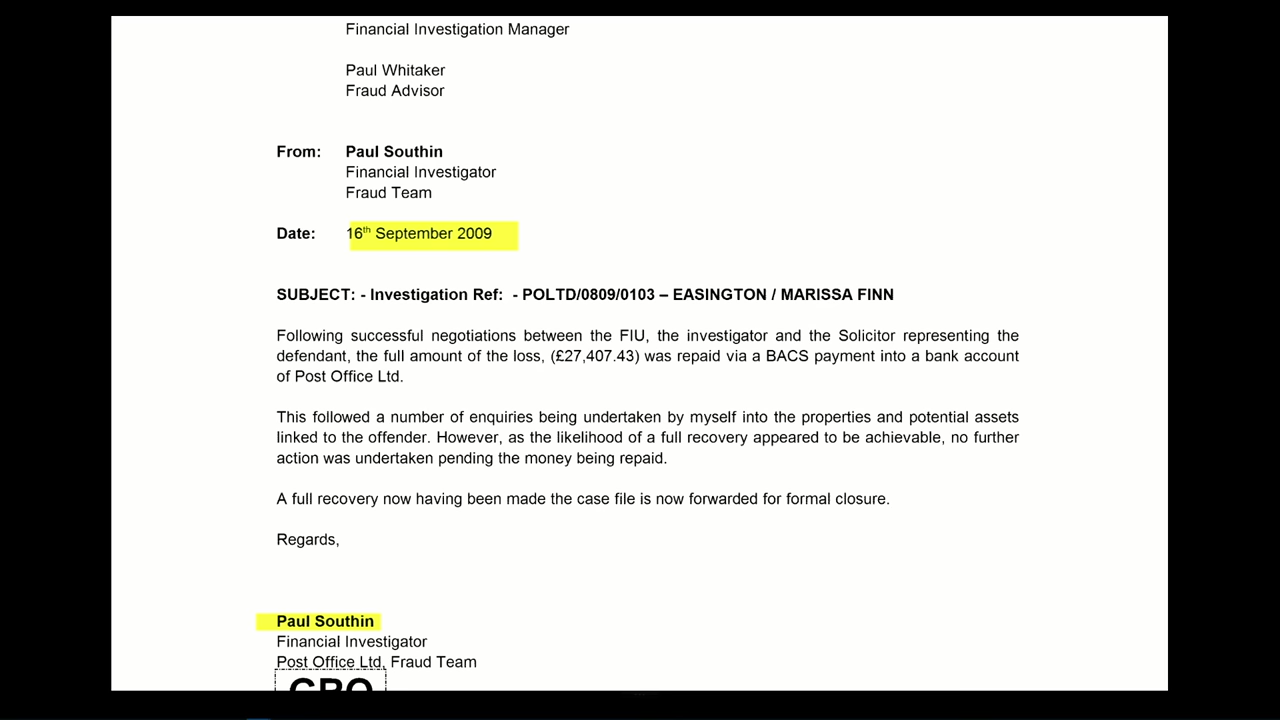 Financial Investigation Manager
Paul Whitaker
Fraud Advisor
From: Paul Southin
Financial Investigator
Fraud Team
Date: 16th September 2009
SUBJECT: - Investigation Ref: - POLTD/0809/0103 – EASINGTON / MARISSA FINN
Following successful negotiations between the FIU, the investigator and the Solicitor representing the
defendant, the full amount of the loss, (£27,407.43) was repaid via a BACS payment into a bank account
of Post Office Ltd.
This followed a number of enquiries being undertaken by myself into the properties and potential assets
linked to the offender. However, as the likelihood of a full recovery appeared to be achievable, no further
action was undertaken pending the money being repaid.
A full recovery now having been made the case file is now forwarded for formal closure.
Regards,
Paul Southin
Financial Investigator
Post Office Ltd, Fraud Team
GRO